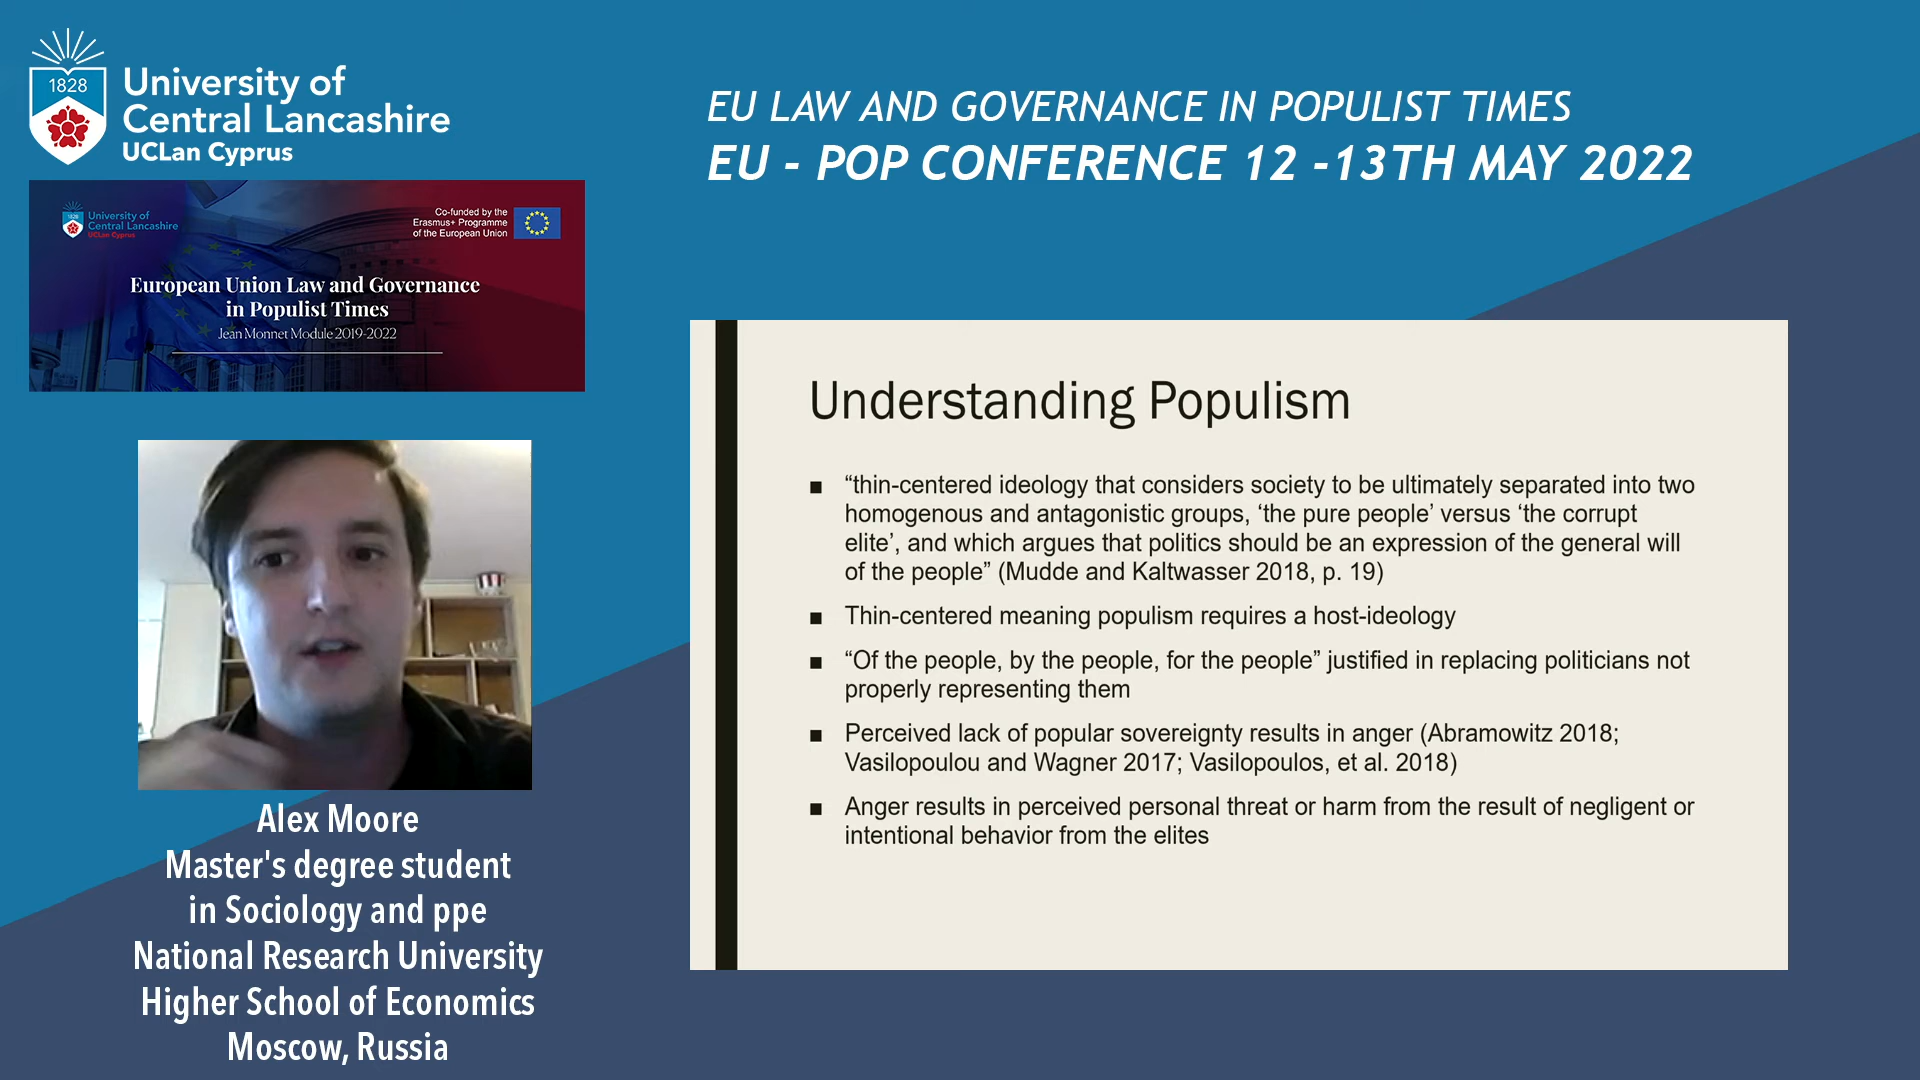 1828
University of
Central Lancashire
UCLan Cyprus
EU LAW AND GOVERNANCE IN POPULIST TIMES
EU - POP CONFERENCE 12 -13TH MAY 2022
1828
University of
Central Lancashire
UCLan Cyprus
Co-funded by the
Erasmus+ Programme
of the European Union
European Union Law and Governance
in Populist Times
Jean Monnet Module 2019-2022
Understanding Populism
■ “thin-centered ideology that considers society to be ultimately separated into two
homogenous and antagonistic groups, ‘the pure people’ versus ‘the corrupt
elite’, and which argues that politics should be an expression of the general will
of the people” (Mudde and Kaltwasser 2018, p. 19)
■ Thin-centered meaning populism requires a host-ideology
■ “Of the people, by the people, for the people” justified in replacing politicians not
properly representing them
■ Perceived lack of popular sovereignty results in anger (Abramowitz 2018;
Vasilopoulou and Wagner 2017; Vasilopoulos, et al. 2018)
■ Anger results in perceived personal threat or harm from the result of negligent or
intentional behavior from the elites
Alex Moore
Master's degree student
in Sociology and ppe
National Research University
Higher School of Economics
Moscow, Russia